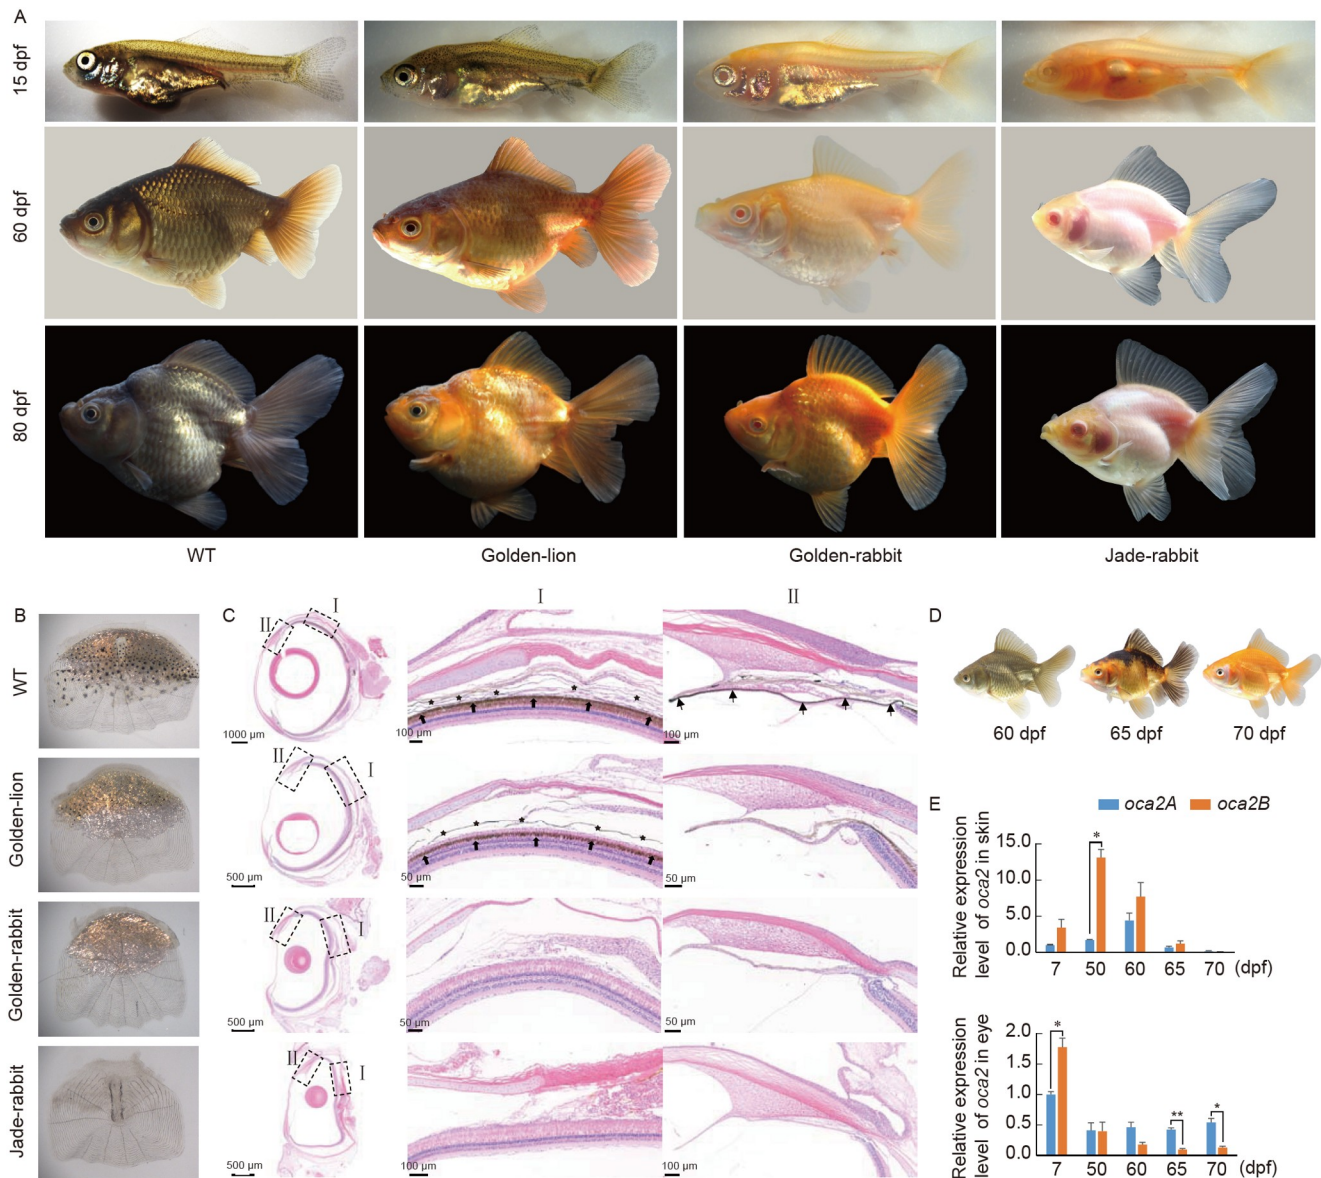 A
15 dpf
60 dpf
80 dpf
WT
Golden-lion
Golden-rabbit
Jade-rabbit
B
WT
Golden-lion
Golden-rabbit
Jade-rabbit
C
I
II
I
II
1000 µm
100 µm
100 µm
II
I
500 µm
50 µm
50 µm
II
I
500 µm
50 µm
50 µm
II
I
500 µm
100 µm
100 µm
D
60 dpf
65 dpf
70 dpf
E
oca2A
oca2B
Relative expression
level of oca2 in skin
15.0
10.0
5.0
0.0
*
7
50
60
65
70
(dpf)
Relative expression
level of oca2 in eye
2.0
1.5
1.0
0.5
0.0
*
**
*
7
50
60
65
70
(dpf)